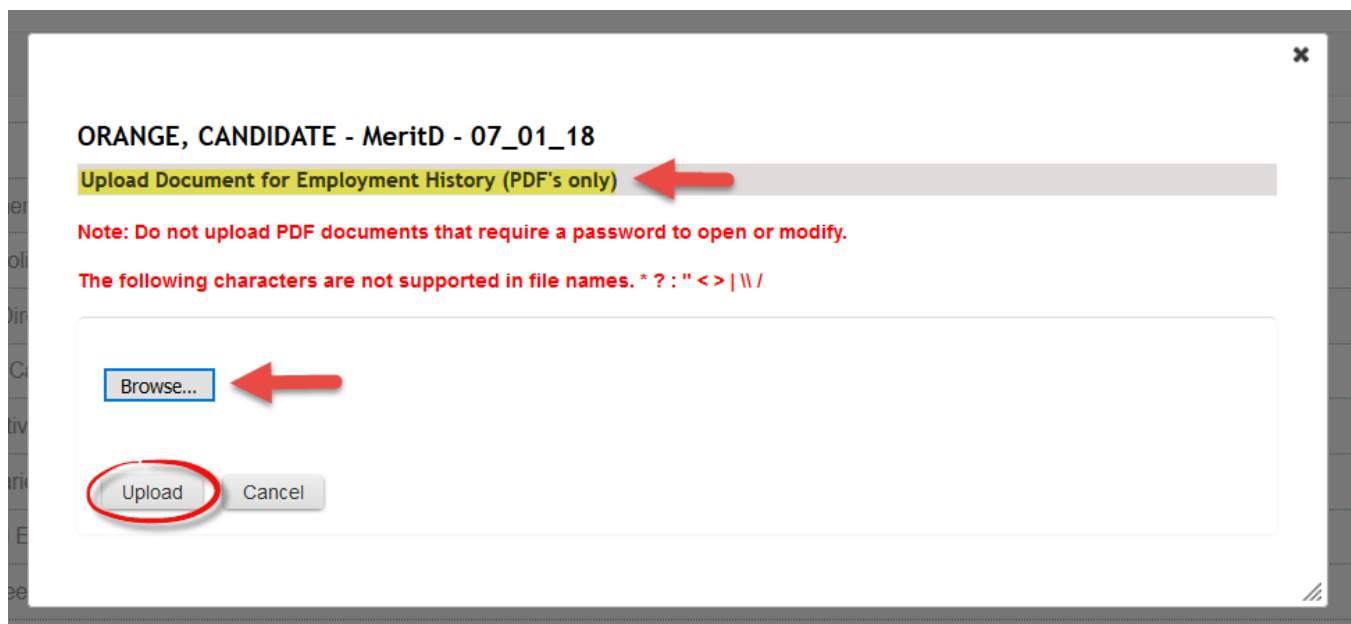 ORANGE, CANDIDATE - MeritD - 07_01_18
Upload Document for Employment History (PDF's only)
Note: Do not upload PDF documents that require a password to open or modify.
The following characters are not supported in file names. * ? : " < > | \\ /
Browse...
Upload Cancel